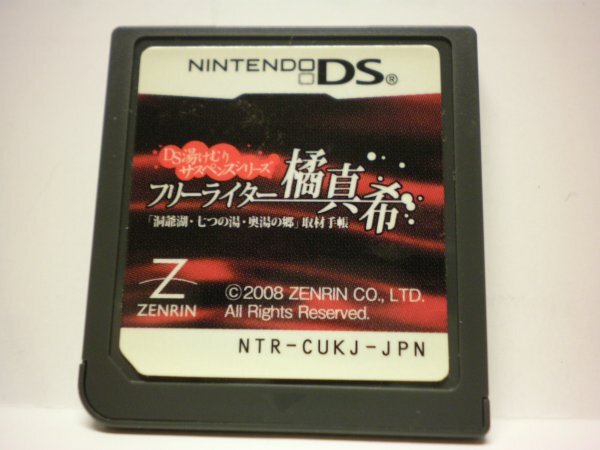 NINTENDO DS®
DS湯けむり
サスペンスシリーズ
フリーライター 橘真希
「洞爺湖・七つの湯・奥湯の郷」取材手帳
Z
ZENRIN
©2008 ZENRIN CO., LTD.
All Rights Reserved.
NTR-CUKJ-JPN